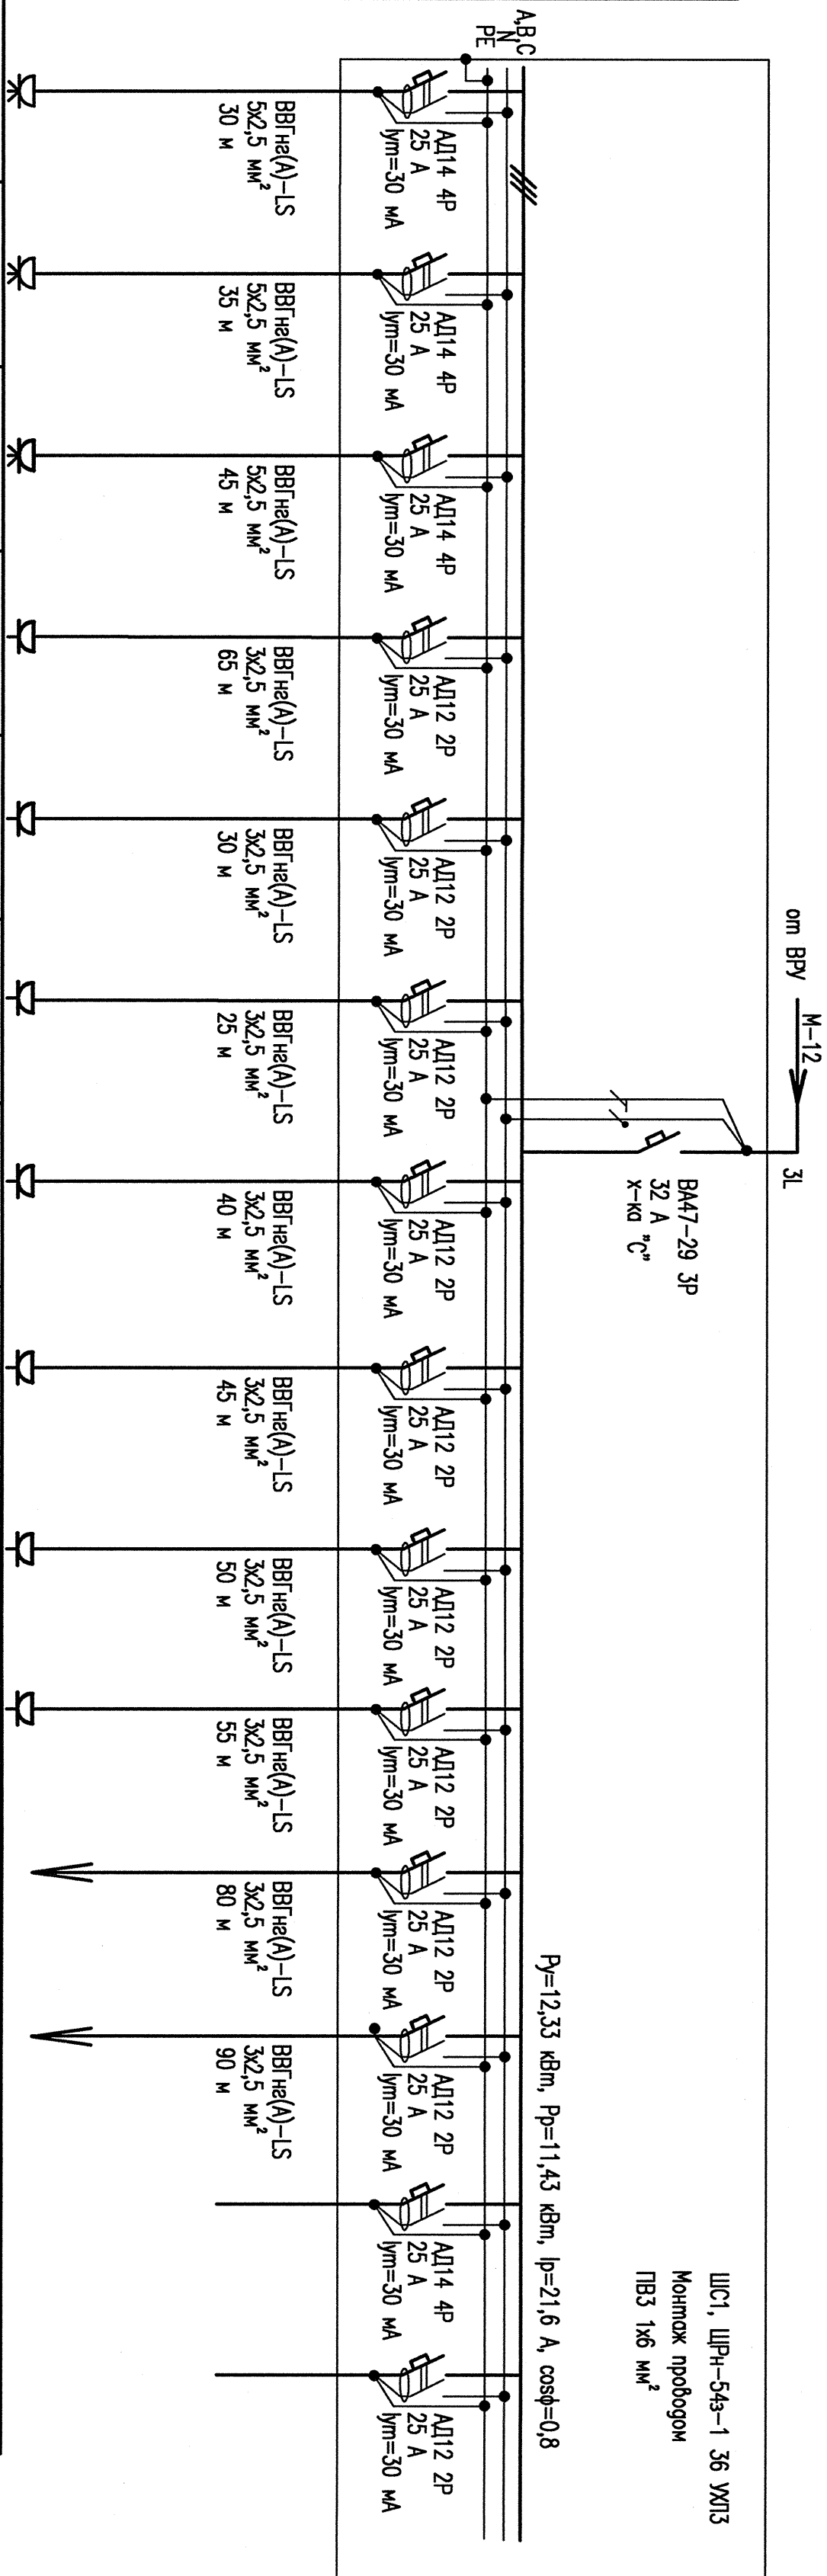 A,B,C
N
PE
от ВРУ
М-12
3L
ВА47-29 3Р
32 А
х-ка "С"
ЩС1, ЩРн-54з-1 36 УХЛ3
Монтаж проводом
ПВ3 1х6 мм²
Ру=12,33 кВт, Рр=11,43 кВт, Iр=21,6 А, cosφ=0,8
АД14 4Р
25 А
Iут=30 мА
АД14 4Р
25 А
Iут=30 мА
АД14 4Р
25 А
Iут=30 мА
АД12 2Р
25 А
Iут=30 мА
АД12 2Р
25 А
Iут=30 мА
АД12 2Р
25 А
Iут=30 мА
АД12 2Р
25 А
Iут=30 мА
АД12 2Р
25 А
Iут=30 мА
АД12 2Р
25 А
Iут=30 мА
АД12 2Р
25 А
Iут=30 мА
АД12 2Р
25 А
Iут=30 мА
АД12 2Р
25 А
Iут=30 мА
АД14 4Р
25 А
Iут=30 мА
АД12 2Р
25 А
Iут=30 мА
ВВГнг(А)-LS
5х2,5 мм²
30 м
ВВГнг(А)-LS
5х2,5 мм²
35 м
ВВГнг(А)-LS
5х2,5 мм²
45 м
ВВГнг(А)-LS
3х2,5 мм²
65 м
ВВГнг(А)-LS
3х2,5 мм²
30 м
ВВГнг(А)-LS
3х2,5 мм²
25 м
ВВГнг(А)-LS
3х2,5 мм²
40 м
ВВГнг(А)-LS
3х2,5 мм²
45 м
ВВГнг(А)-LS
3х2,5 мм²
50 м
ВВГнг(А)-LS
3х2,5 мм²
55 м
ВВГнг(А)-LS
3х2,5 мм²
80 м
ВВГнг(А)-LS
3х2,5 мм²
90 м